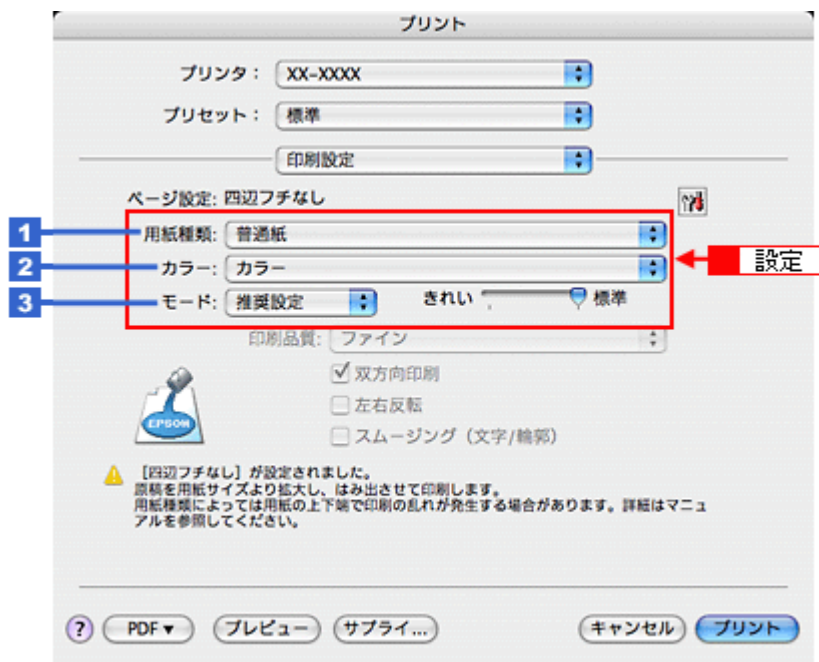 プリント
プリンタ： XX-XXXX
プリセット： 標準
印刷設定
ページ設定: 四辺フチなし
1 用紙種類: 普通紙
設定
2 カラー: カラー
3 モード: 推奨設定 きれい 標準
印刷品質: ファイン
双方向印刷
左右反転
スムージング（文字/輪郭）
EPSON
［四辺フチなし］が設定されました。
原稿を用紙サイズより拡大し、はみ出させて印刷します。
用紙種類によっては用紙の上下端で印刷の乱れが発生する場合があります。詳細はマニュ
アルを参照してください。
? PDF▼ プレビュー サプライ... キャンセル プリント